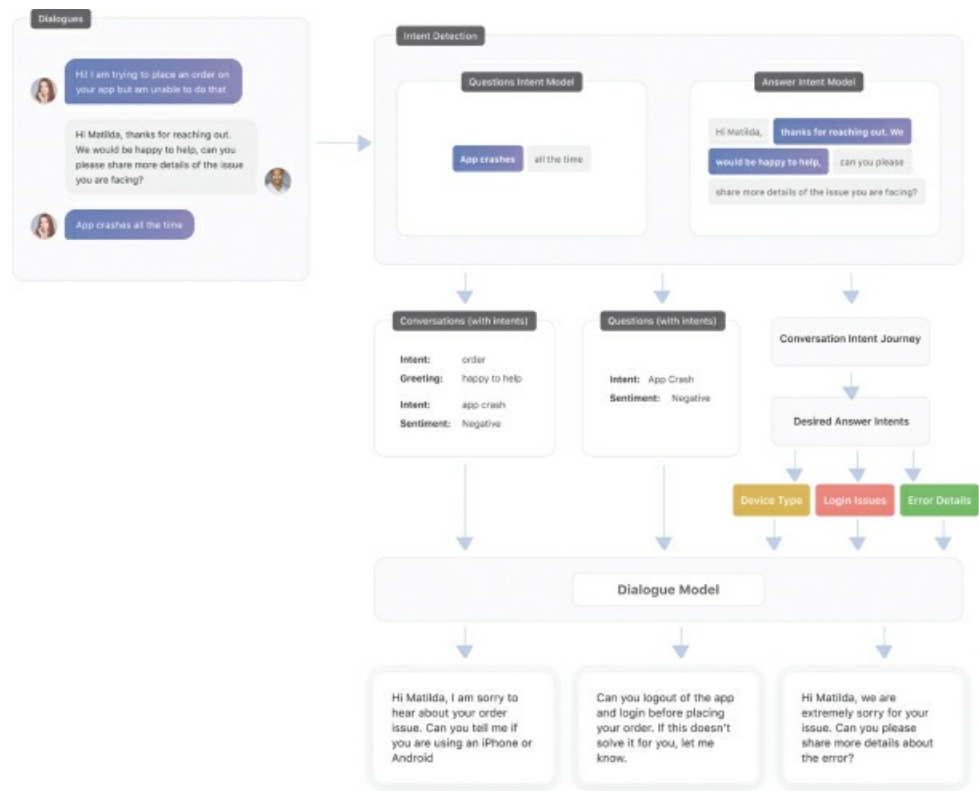 Dialogues
Hi! I am trying to place an order on
your app but am unable to do that
Hi Matilda, thanks for reaching out.
We would be happy to help, can you
please share more details of the issue
you are facing?
App crashes all the time
Intent Detection
Questions Intent Model
App crashes all the time
Answer Intent Model
Hi Matilda, thanks for reaching out. We
would be happy to help, can you please
share more details of the issue you are facing?
Conversations (with intents)
Intent: order
Greeting: happy to help
Intent: app crash
Sentiment: Negative
Questions (with intents)
Intent: App Crash
Sentiment: Negative
Conversation Intent Journey
Desired Answer Intents
Device Type
Login Issues
Error Details
Dialogue Model
Hi Matilda, I am sorry to
hear about your order
issue. Can you tell me if
you are using an iPhone or
Android
Can you logout of the app
and login before placing
your order. If this doesn't
solve it for you, let me
know.
Hi Matilda, we are
extremely sorry for your
issue. Can you please
share more details about
the error?